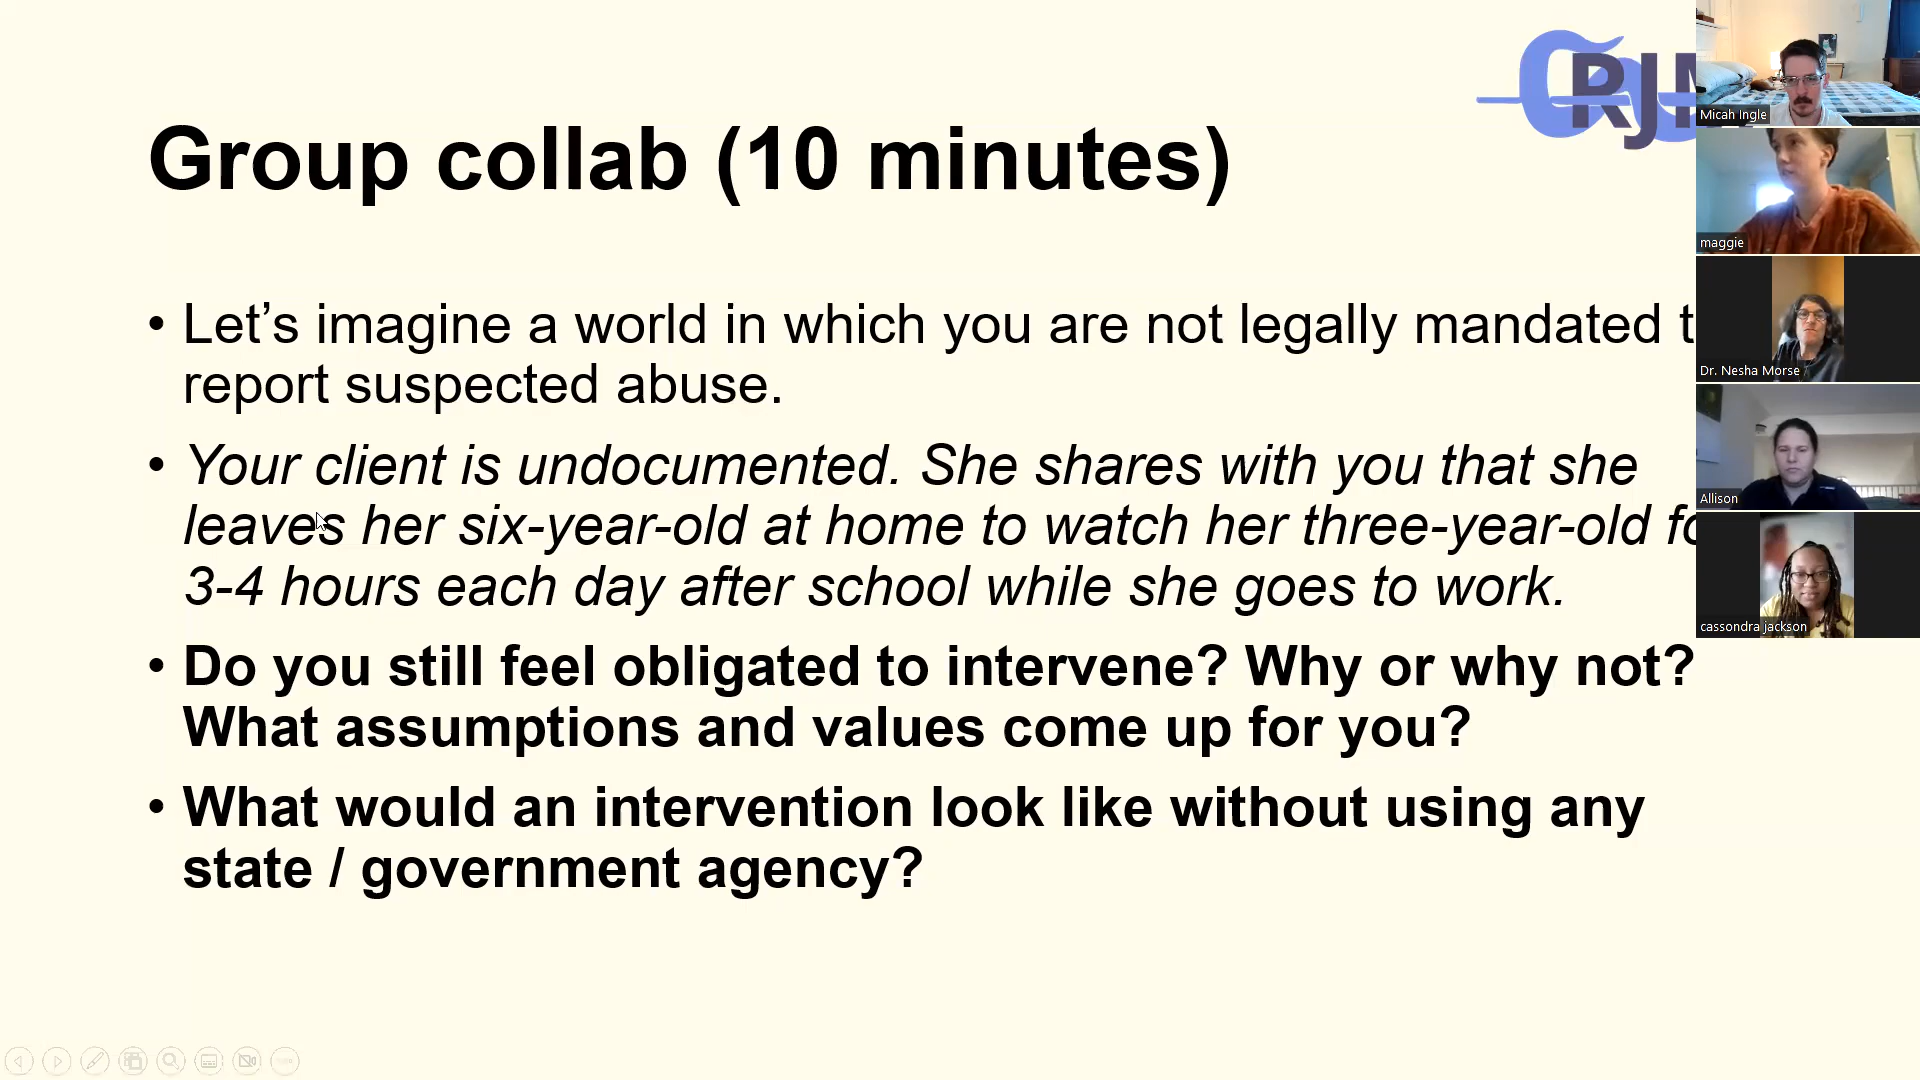 Group collab (10 minutes)
• Let’s imagine a world in which you are not legally mandated
report suspected abuse.
• Your client is undocumented. She shares with you that she
leaves her six-year-old at home to watch her three-year-old
3-4 hours each day after school while she goes to work.
• Do you still feel obligated to intervene? Why or why not?
What assumptions and values come up for you?
• What would an intervention look like without using any
state / government agency?
RJ
Micah Ingle
maggie
Dr. Nesha Morse
Allison
cassondra jackson